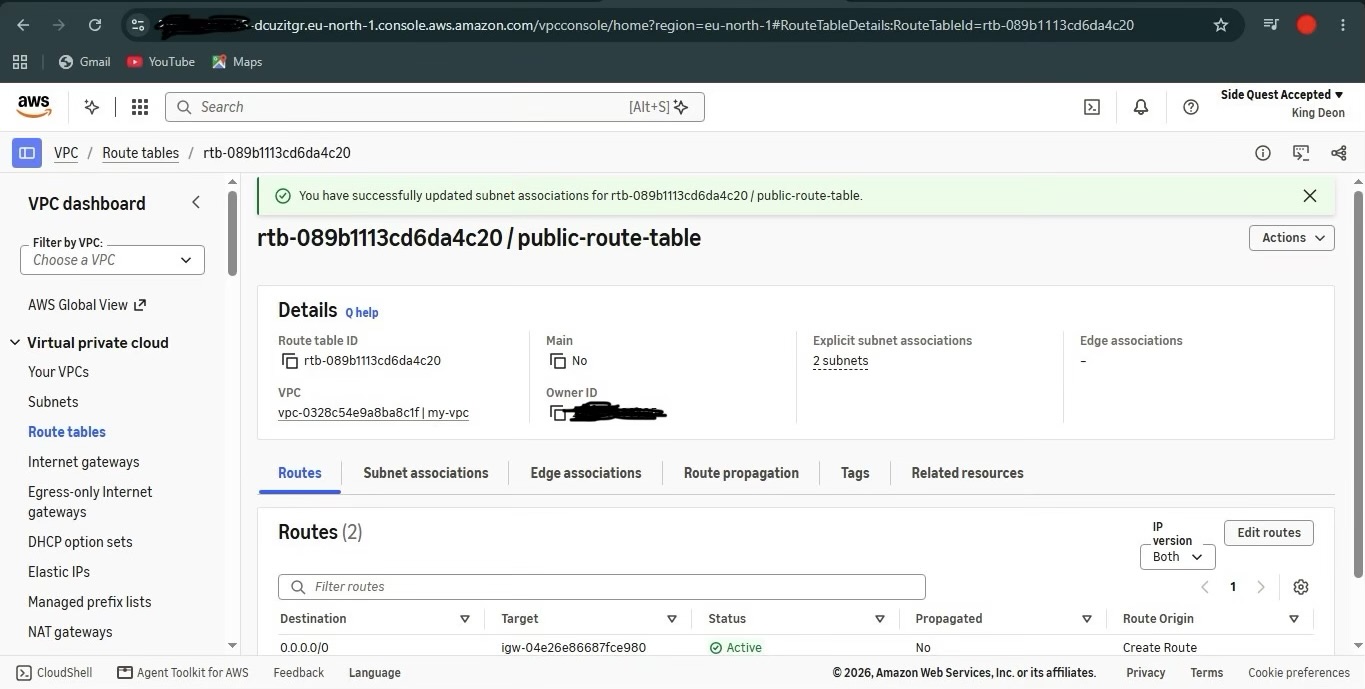 -dcuzitgr.eu-north-1.console.aws.amazon.com/vpcconsole/home?region=eu-north-1#RouteTableDetails:RouteTableId=rtb-089b1113cd6da4c20
Gmail YouTube Maps
aws Search [Alt+S] Side Quest Accepted
King Deon
VPC / Route tables / rtb-089b1113cd6da4c20
VPC dashboard
Filter by VPC:
Choose a VPC
AWS Global View
Virtual private cloud
Your VPCs
Subnets
Route tables
Internet gateways
Egress-only Internet
gateways
DHCP option sets
Elastic IPs
Managed prefix lists
NAT gateways
You have successfully updated subnet associations for rtb-089b1113cd6da4c20 / public-route-table.
rtb-089b1113cd6da4c20 / public-route-table
Actions
Details Q help
Route table ID
rtb-089b1113cd6da4c20
Main
No
Explicit subnet associations
2 subnets
Edge associations
–
VPC
vpc-0328c54e9a8ba8c1f | my-vpc
Owner ID
Routes Subnet associations Edge associations Route propagation Tags Related resources
Routes (2)
IP
version
Both
Edit routes
Filter routes
1
Destination Target Status Propagated Route Origin
0.0.0.0/0 igw-04e26e86687fce980 Active No Create Route
CloudShell Agent Toolkit for AWS Feedback Language © 2026, Amazon Web Services, Inc. or its affiliates. Privacy Terms Cookie preferences